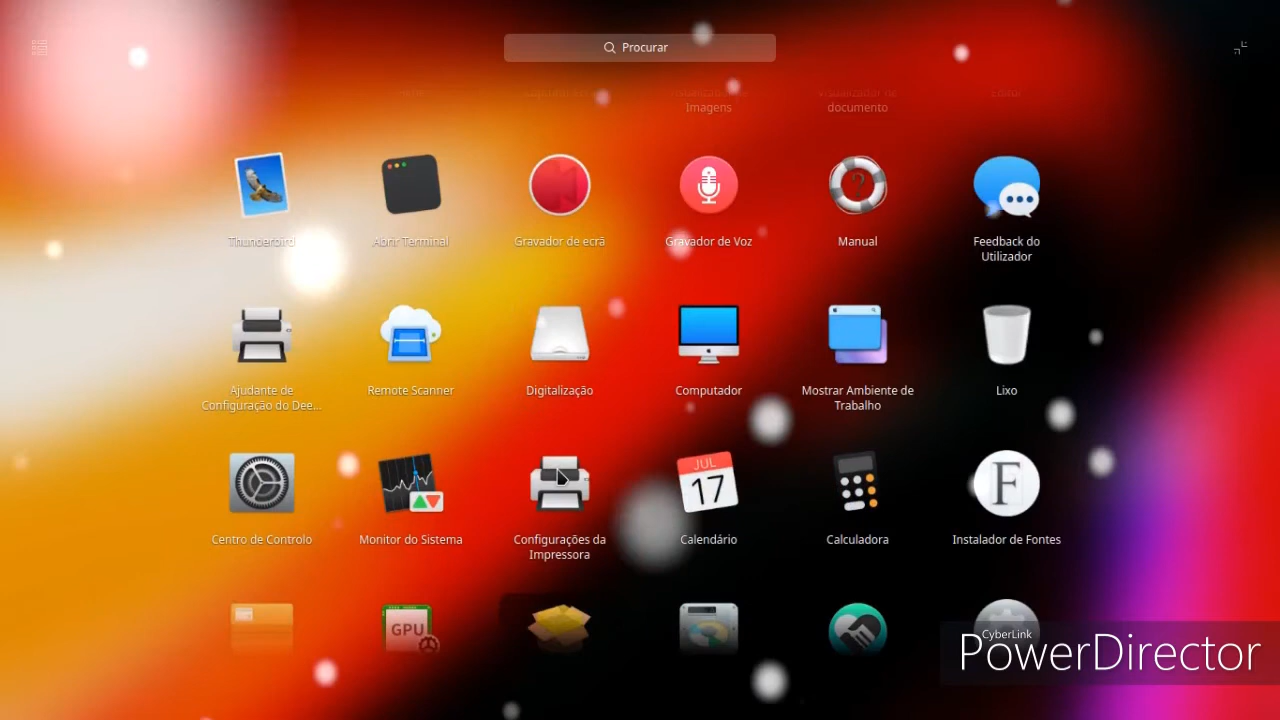 Procurar
Imagens
documento
Thunderbird
Abrir Terminal
Gravador de ecrã
Gravador de Voz
Manual
Feedback do
Utilizador
Ajudante de
Configuração do Dee...
Remote Scanner
Digitalização
Computador
Mostrar Ambiente de
Trabalho
Lixo
JUL
17
F
Centro de Controlo
Monitor do Sistema
Configurações da
Impressora
Calendário
Calculadora
Instalador de Fontes
GPU
CyberLink
PowerDirector